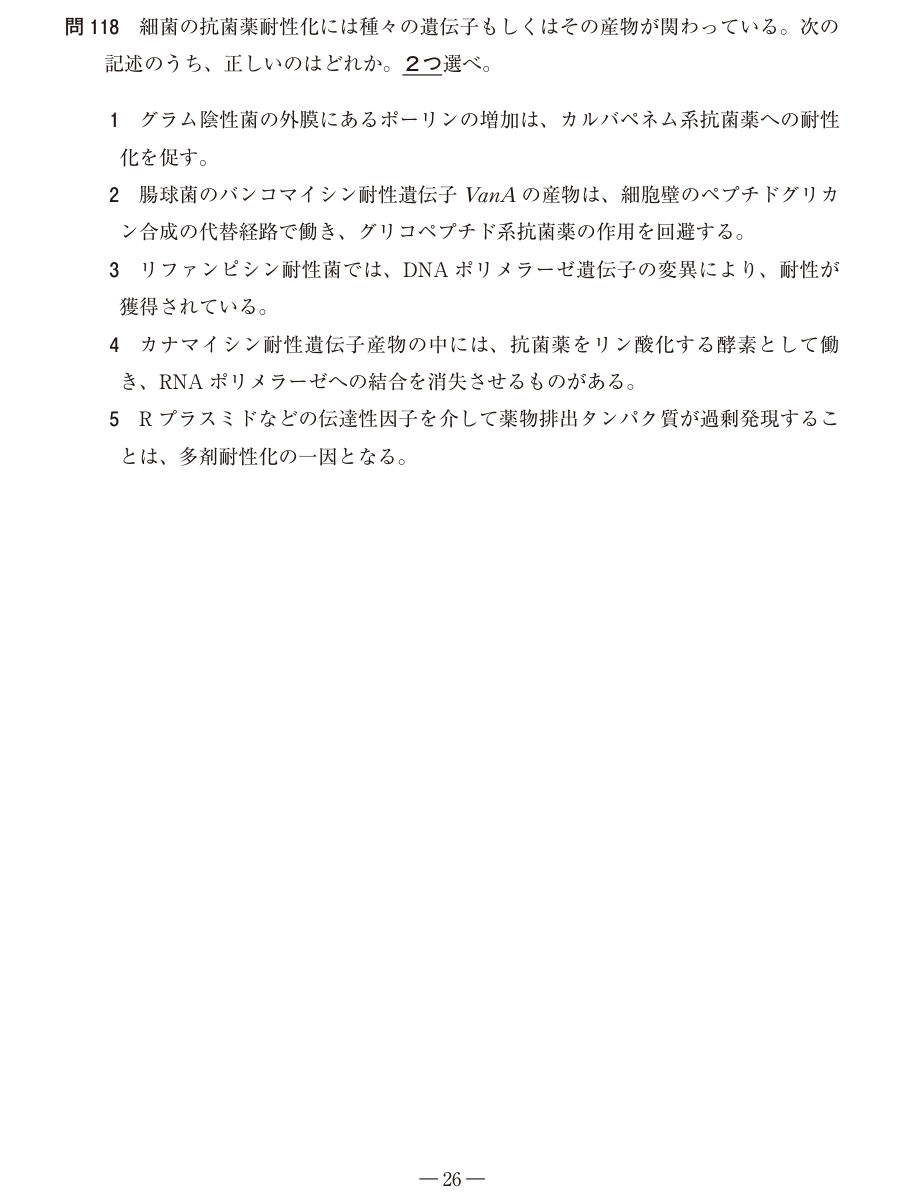 問 118　細菌の抗菌薬耐性化には種々の遺伝子もしくはその産物が関わっている。次の
記述のうち、正しいのはどれか。２つ選べ。
1　グラム陰性菌の外膜にあるポーリンの増加は、カルバペネム系抗菌薬への耐性
化を促す。
2　腸球菌のバンコマイシン耐性遺伝子 VanA の産物は、細胞壁のペプチドグリカ
ン合成の代替経路で働き、グリコペプチド系抗菌薬の作用を回避する。
3　リファンピシン耐性菌では、DNA ポリメラーゼ遺伝子の変異により、耐性が
獲得されている。
4　カナマイシン耐性遺伝子産物の中には、抗菌薬をリン酸化する酵素として働
き、RNA ポリメラーゼへの結合を消失させるものがある。
5　R プラスミドなどの伝達性因子を介して薬物排出タンパク質が過剰発現するこ
とは、多剤耐性化の一因となる。
― 26 ―